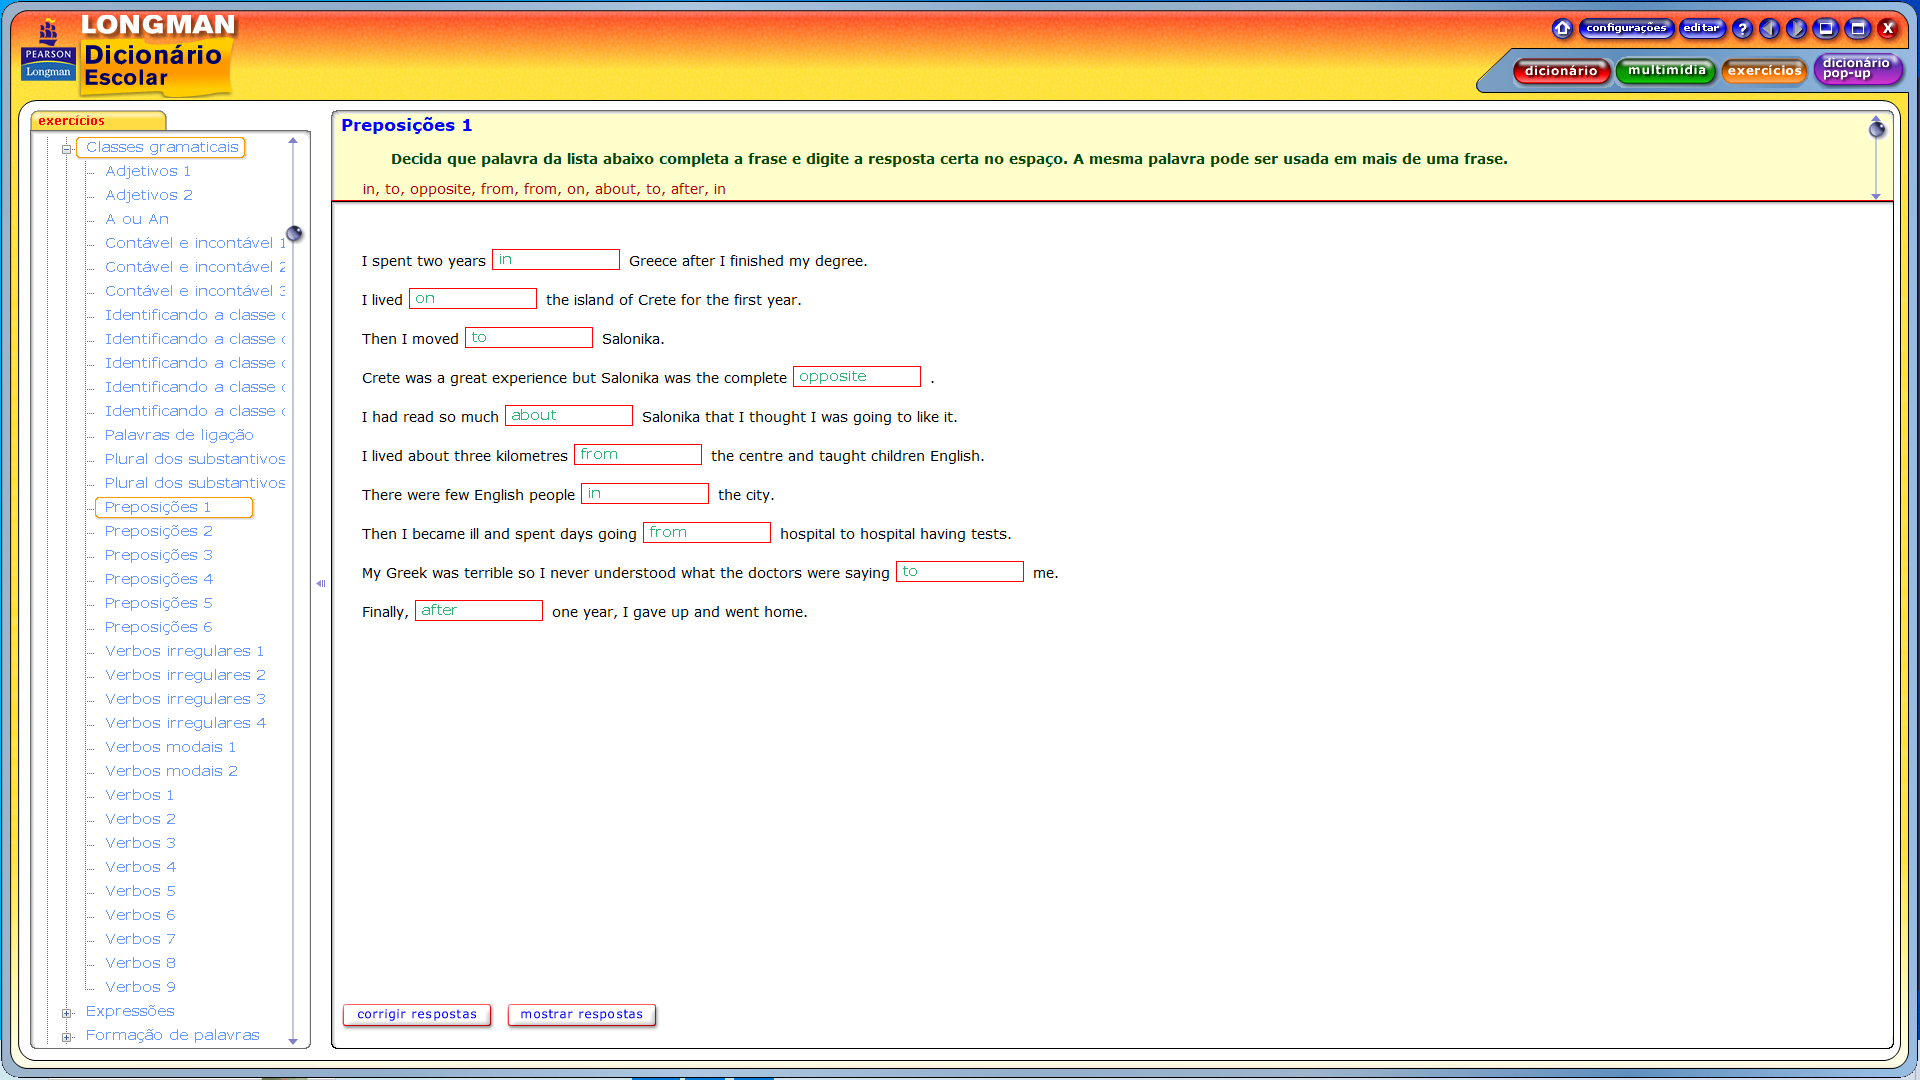 LONGMAN
Dicionário
Escolar
PEARSON
Longman
configurações editar ?
X
dicionário multimídia exercícios dicionário pop-up
exercícios
Classes gramaticais
Adjetivos 1
Adjetivos 2
A ou An
Contável e incontável 1
Contável e incontável 2
Contável e incontável 3
Identificando a classe
Identificando a classe
Identificando a classe
Identificando a classe
Identificando a classe
Palavras de ligação
Plural dos substantivos
Plural dos substantivos
Preposições 1
Preposições 2
Preposições 3
Preposições 4
Preposições 5
Preposições 6
Verbos irregulares 1
Verbos irregulares 2
Verbos irregulares 3
Verbos irregulares 4
Verbos modais 1
Verbos modais 2
Verbos 1
Verbos 2
Verbos 3
Verbos 4
Verbos 5
Verbos 6
Verbos 7
Verbos 8
Verbos 9
Expressões
Formação de palavras
Preposições 1
Decida que palavra da lista abaixo completa a frase e digite a resposta certa no espaço. A mesma palavra pode ser usada em mais de uma frase.
in, to, opposite, from, from, on, about, to, after, in
I spent two years in Greece after I finished my degree.
I lived on the island of Crete for the first year.
Then I moved to Salonika.
Crete was a great experience but Salonika was the complete opposite .
I had read so much about Salonika that I thought I was going to like it.
I lived about three kilometres from the centre and taught children English.
There were few English people in the city.
Then I became ill and spent days going from hospital to hospital having tests.
My Greek was terrible so I never understood what the doctors were saying to me.
Finally, after one year, I gave up and went home.
corrigir respostas mostrar respostas